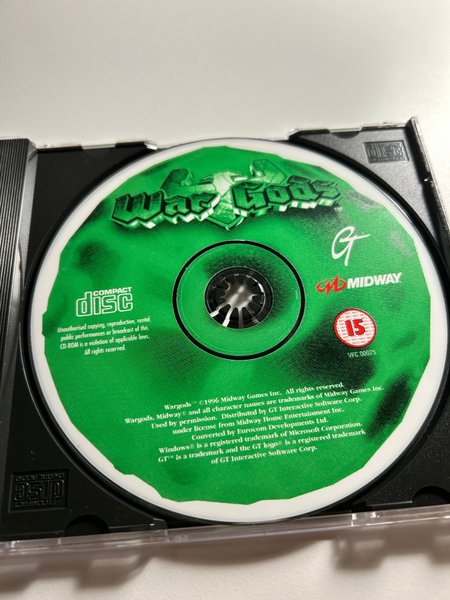 War Gods™
GT
MIDWAY
COMPACT
disc
15
VFC 00075
Unauthorised copying, reproduction, rental,
public performances or broadcast of this
CD-ROM is a violation of applicable laws.
All rights reserved.
Wargods ™ ©1996 Midway Games Inc. All rights reserved.
Wargods, Midway® and all character names are trademarks of Midway Games Inc.
Used by permission. Distributed by GT Interactive Software Corp.
under license from Midway Home Entertainment Inc.
Converted by Eurocom Developments Ltd.
Windows® is a registered trademark of Microsoft Corporation.
GT™ is a trademark and the GT logo® is a registered trademark
of GT Interactive Software Corp.